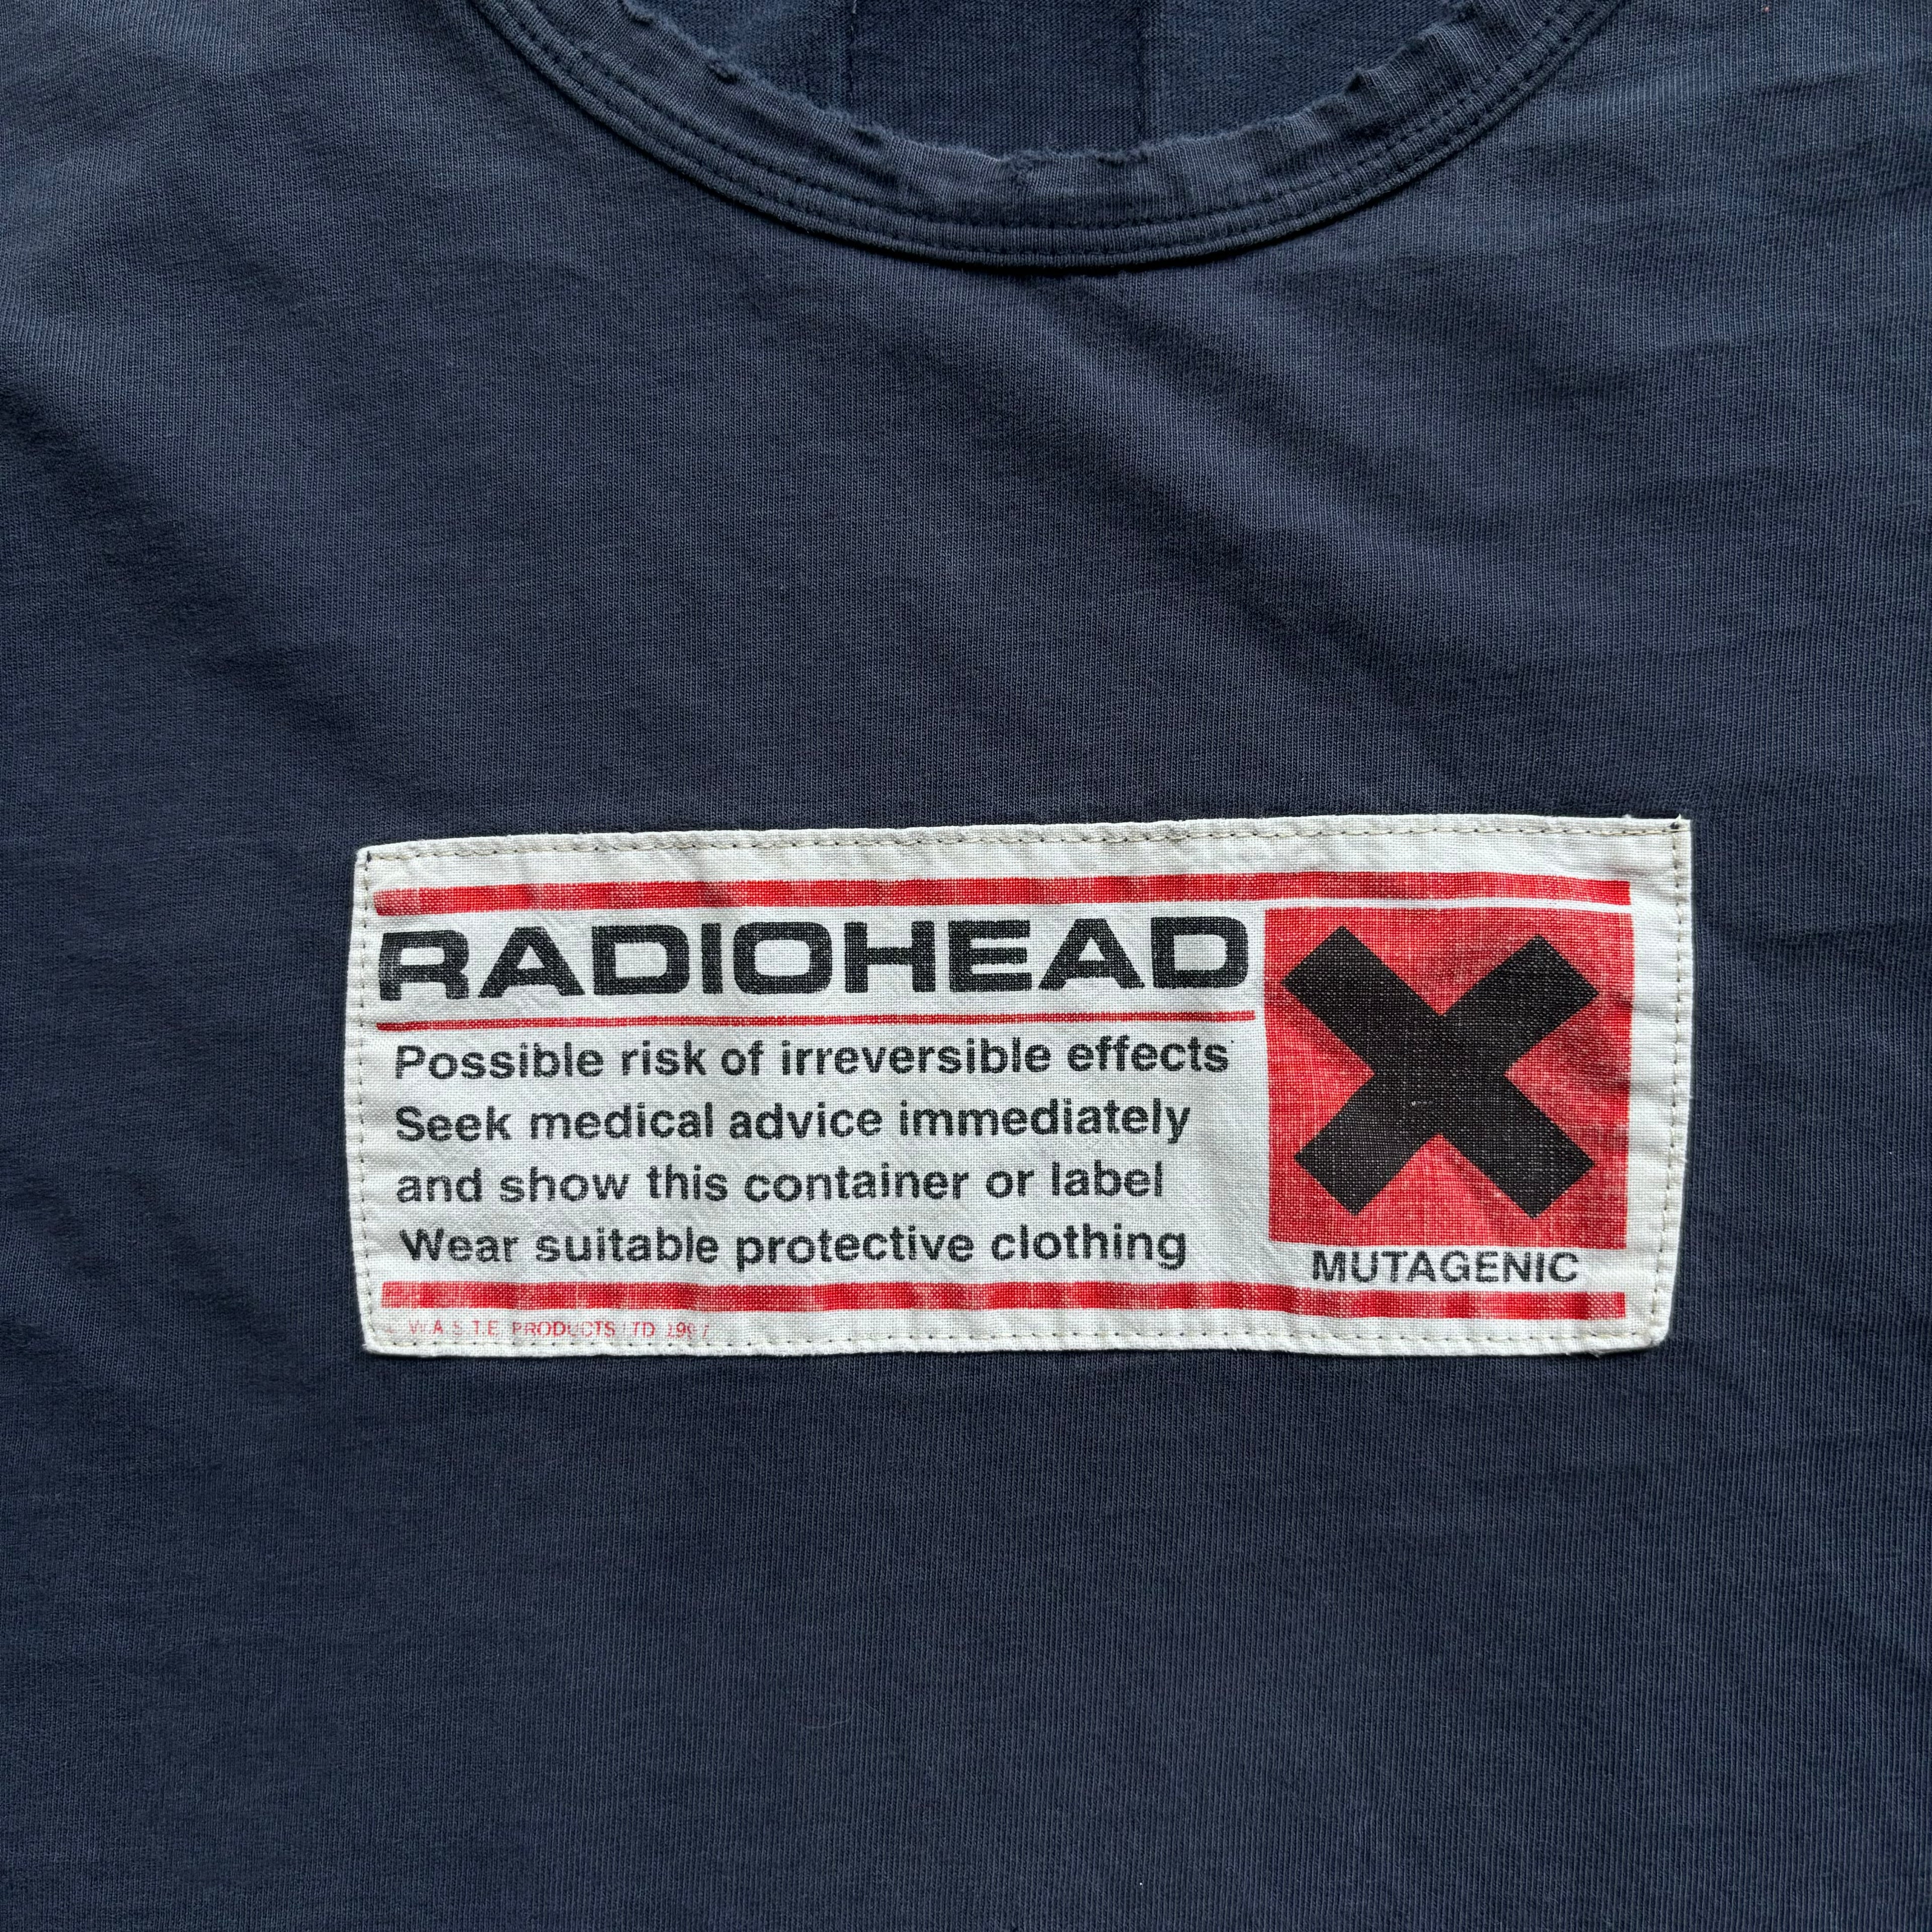 RADIOHEAD
Possible risk of irreversible effects
Seek medical advice immediately
and show this container or label
Wear suitable protective clothing
MUTAGENIC
W.A.S.T.E. PRODUCTS LTD 1997